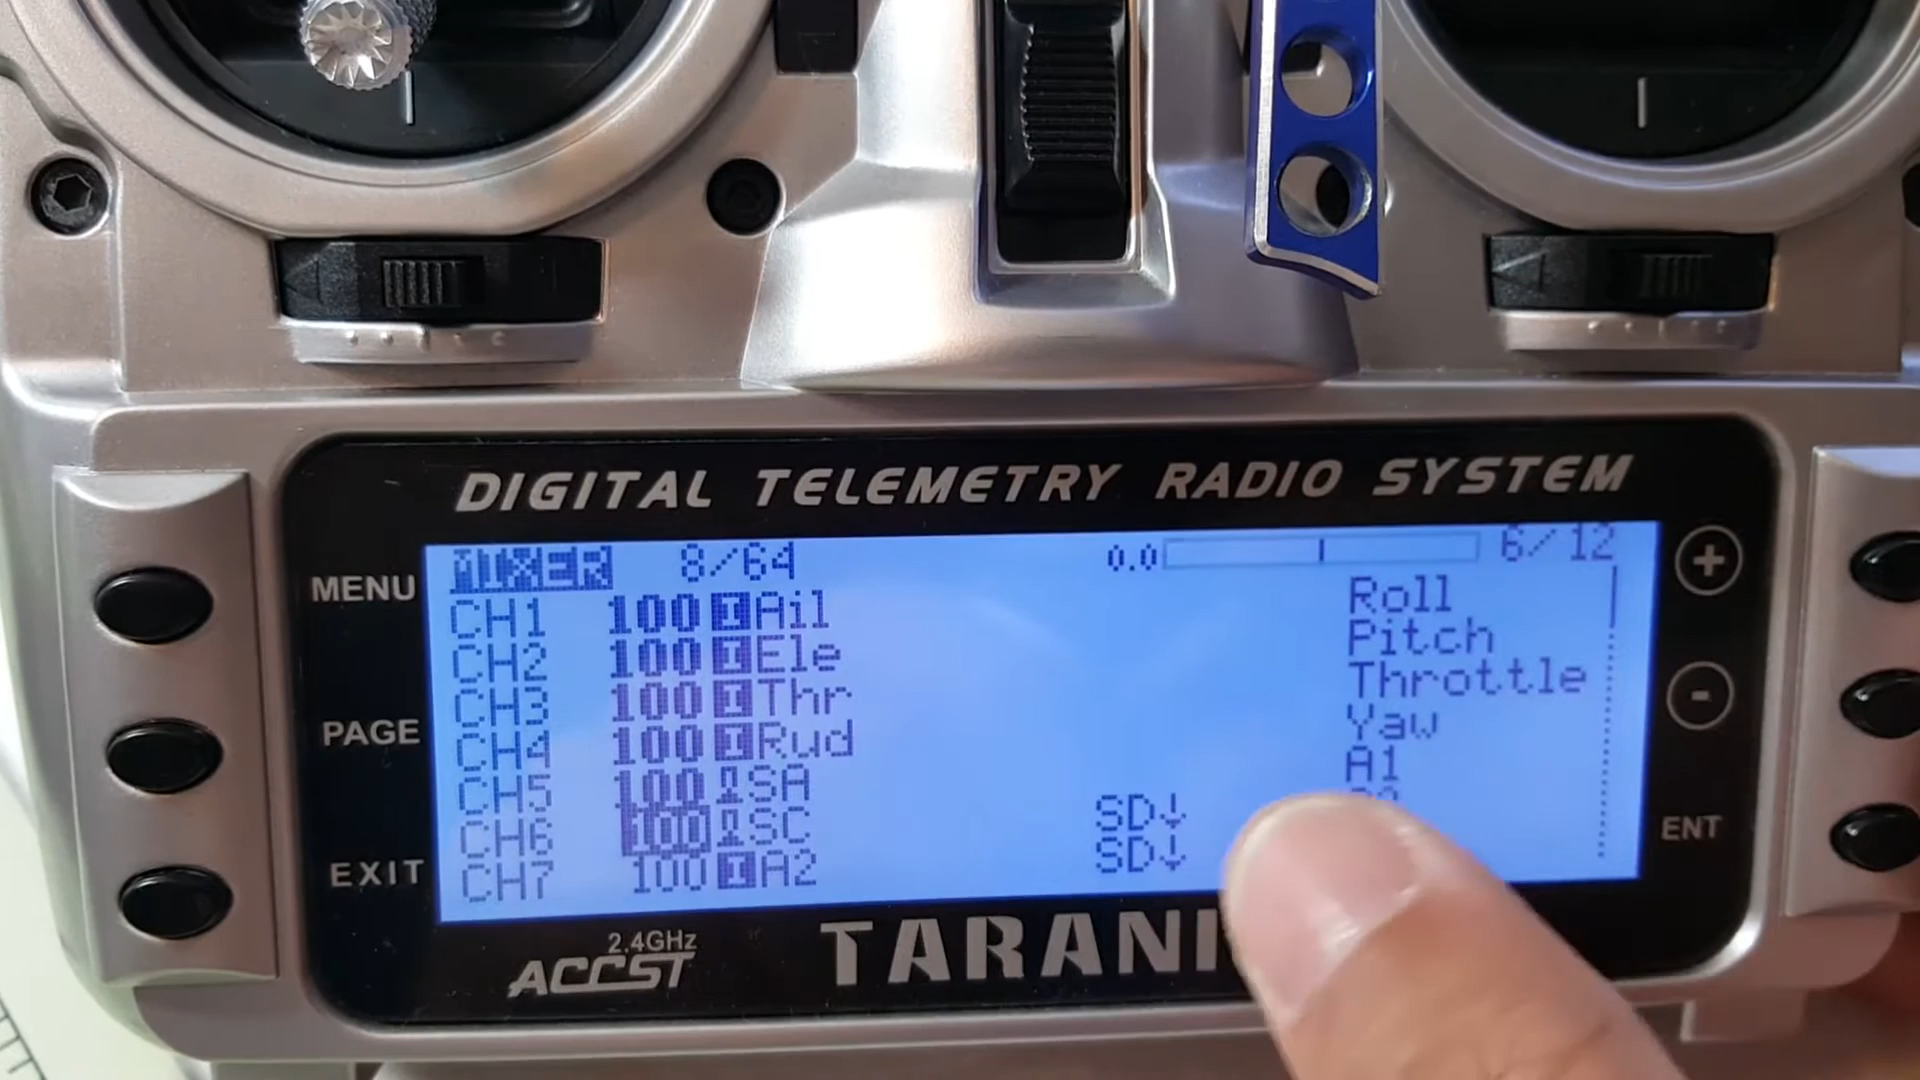 DIGITAL TELEMETRY RADIO SYSTEM
MIXER 8/64 0.0 6/12
MENU
CH1 100 I Ail Roll
CH2 100 I Ele Pitch
CH3 100 I Thr Throttle
PAGE
CH4 100 I Rud Yaw
CH5 100 SA A1
CH6 100 SC SD↓
EXIT
CH7 100 I A2 SD↓
+
-
ENT
2.4GHz
ACCST